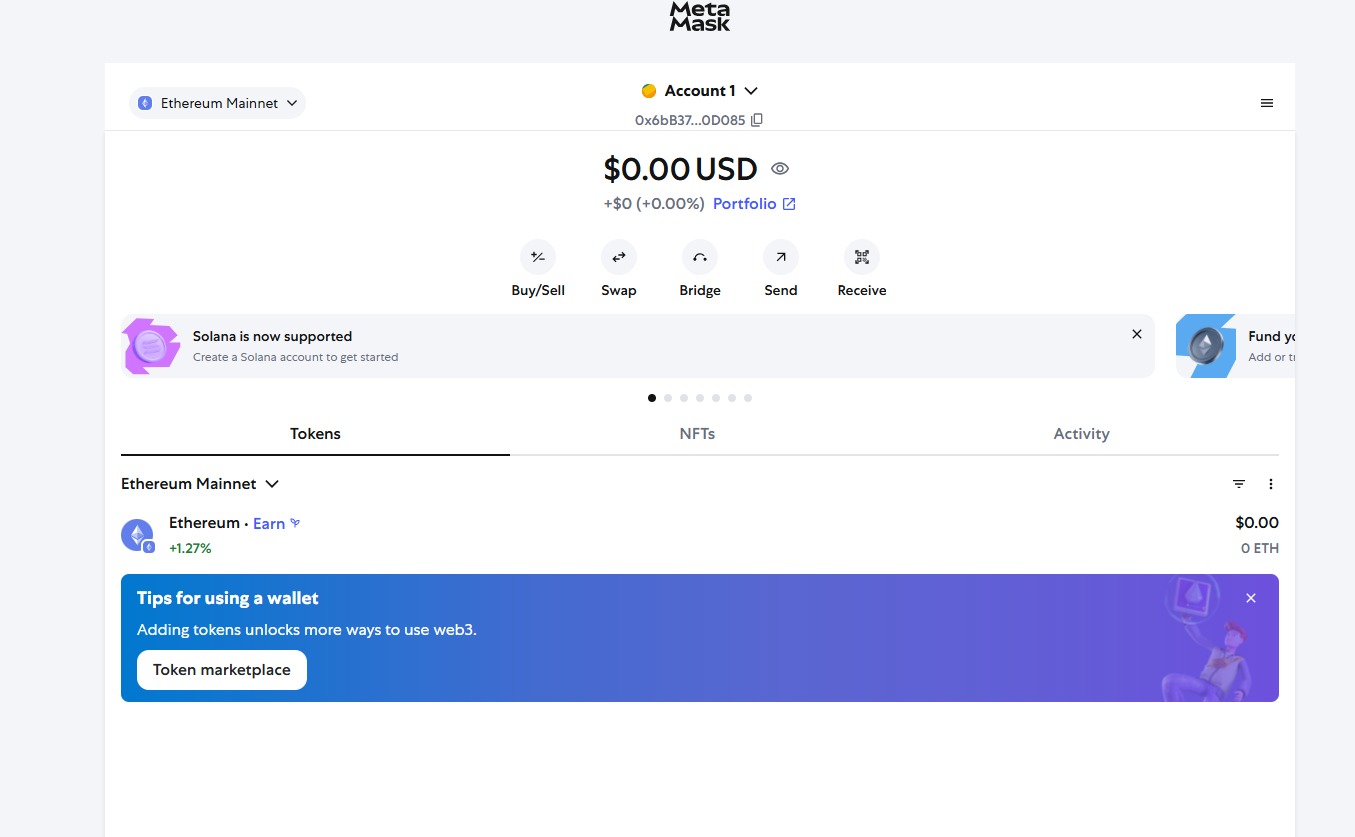 Meta
Mask
Ethereum Mainnet
Account 1
0x6bB37...0D085
$0.00 USD
+$0 (+0.00%) Portfolio
Buy/Sell Swap Bridge Send Receive
Solana is now supported
Create a Solana account to get started
Fund yo
Add or tr
Tokens NFTs Activity
Ethereum Mainnet
Ethereum • Earn $0.00
+1.27% 0 ETH
Tips for using a wallet
Adding tokens unlocks more ways to use web3.
Token marketplace